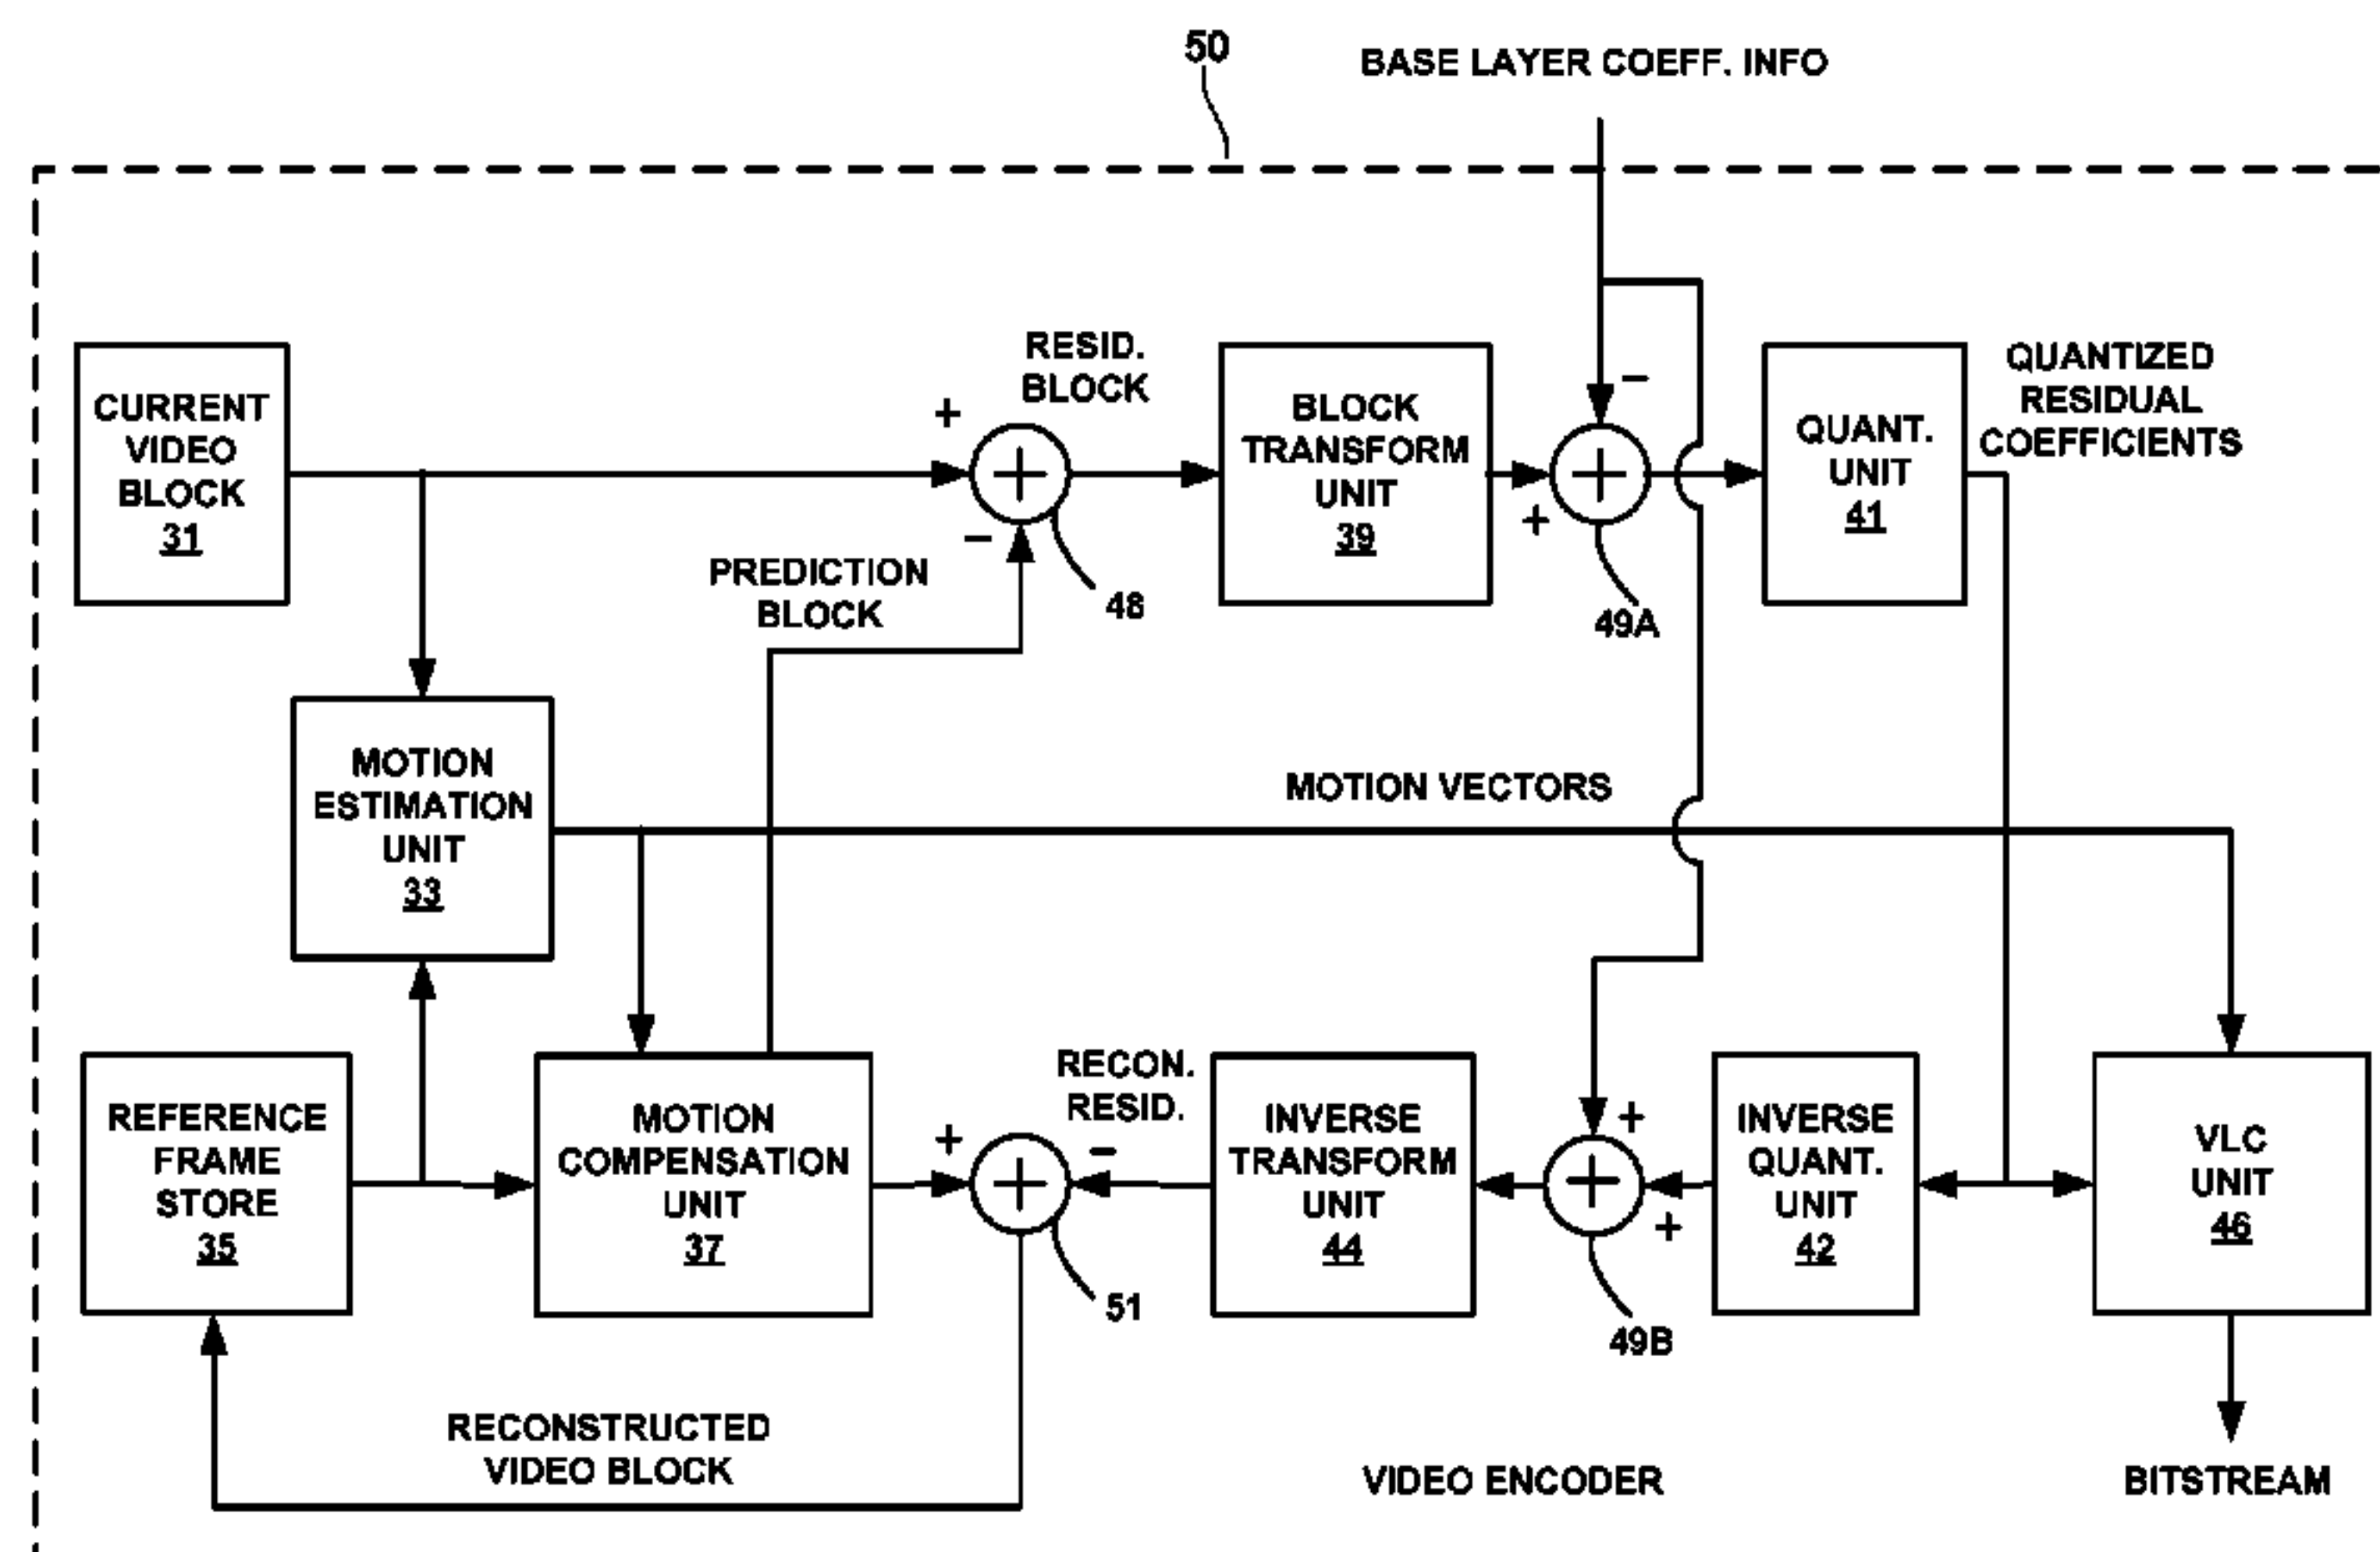 50
BASE LAYER COEFF. INFO
CURRENT
VIDEO
BLOCK
31
+
−
RESID.
BLOCK
48
PREDICTION
BLOCK
BLOCK
TRANSFORM
UNIT
39
−
+
49A
QUANT.
UNIT
41
QUANTIZED
RESIDUAL
COEFFICIENTS
MOTION
ESTIMATION
UNIT
33
MOTION VECTORS
REFERENCE
FRAME
STORE
35
MOTION
COMPENSATION
UNIT
37
+
−
RECON.
RESID.
51
INVERSE
TRANSFORM
UNIT
44
+
+
49B
INVERSE
QUANT.
UNIT
42
VLC
UNIT
46
RECONSTRUCTED
VIDEO BLOCK
VIDEO ENCODER
BITSTREAM